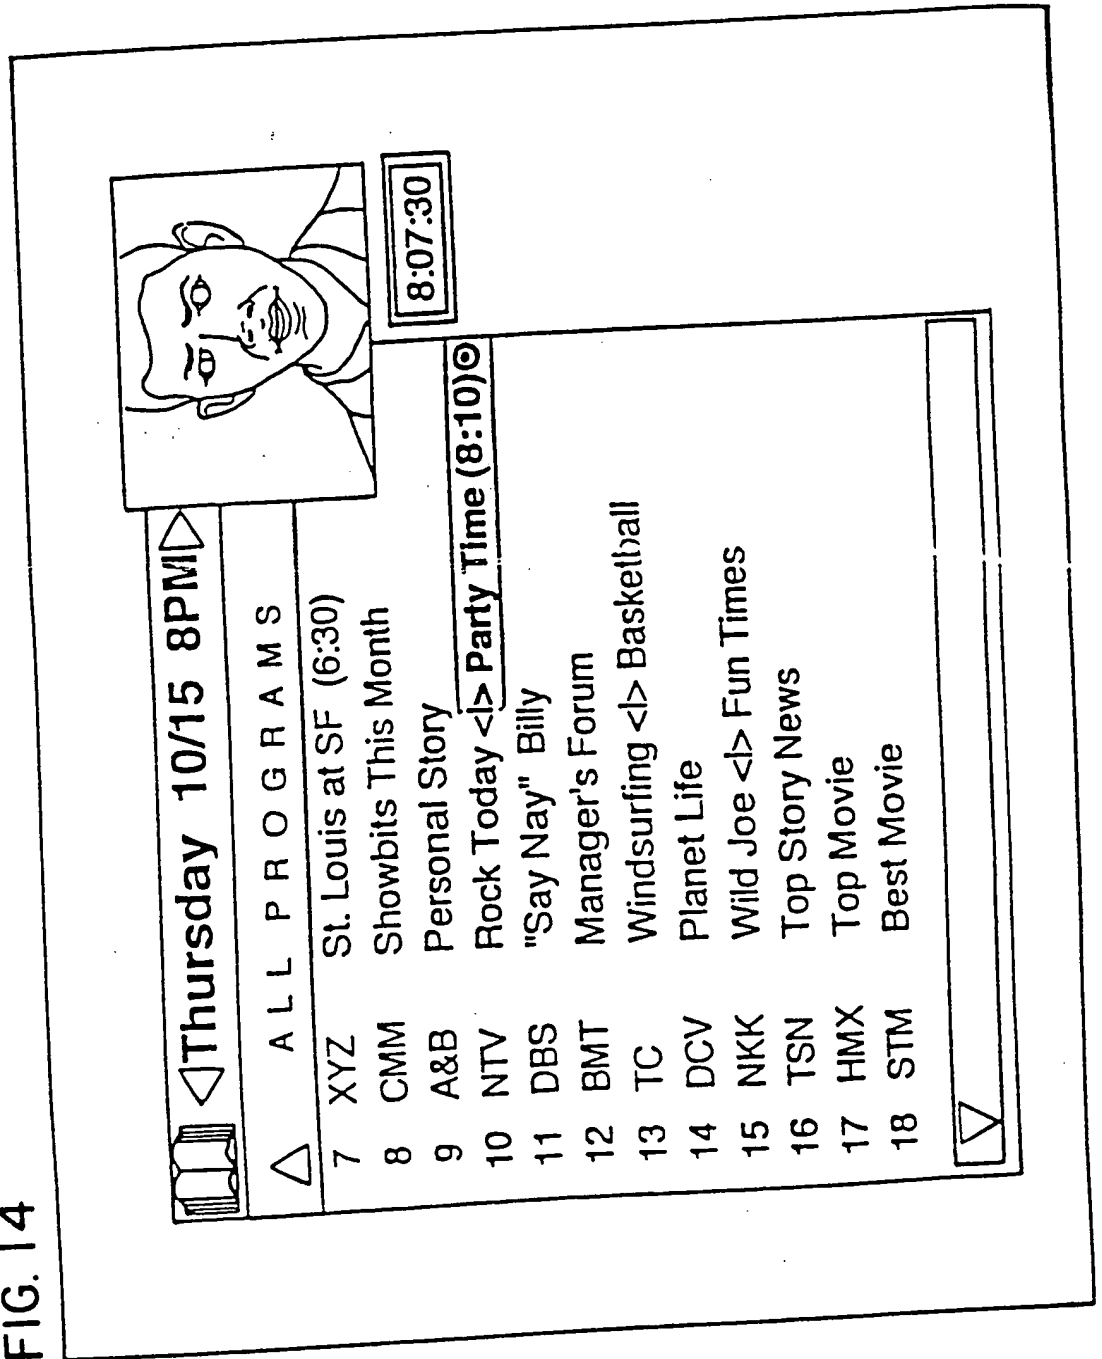 FIG. 14
Thursday 10/15 8PM
ALL PROGRAMS
8:07:30
7 XYZ St. Louis at SF (6:30)
8 CMM Showbits This Month
9 A&B Personal Story
10 NTV Rock Today <I> Party Time (8:10)
11 DBS "Say Nay" Billy
12 BMT Manager's Forum
13 TC Windsurfing <I> Basketball
14 DCV Planet Life
15 NKK Wild Joe <I> Fun Times
16 TSN Top Story News
17 HMX Top Movie
18 STM Best Movie